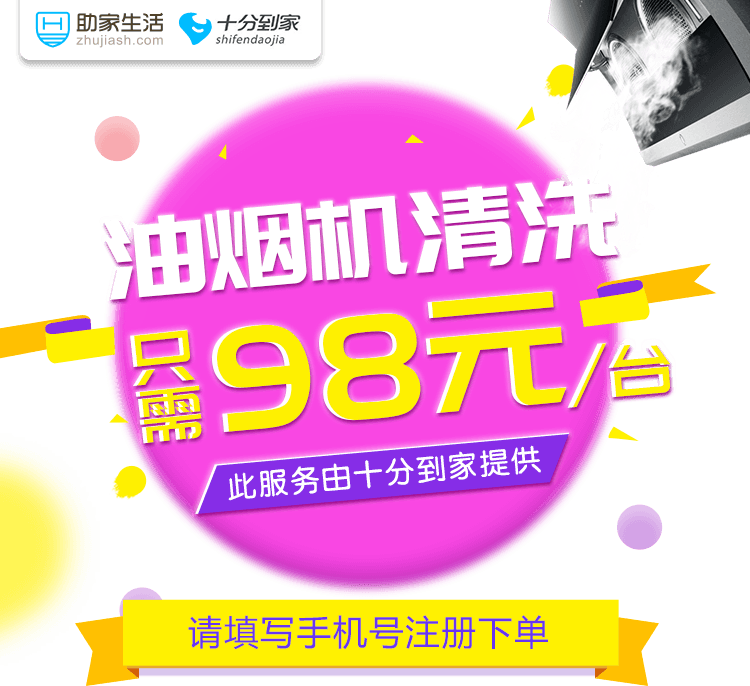 助家生活 十分到家
zhujiash.com shifendaojia
油烟机清洗
只需98元/台
此服务由十分到家提供
请填写手机号注册下单